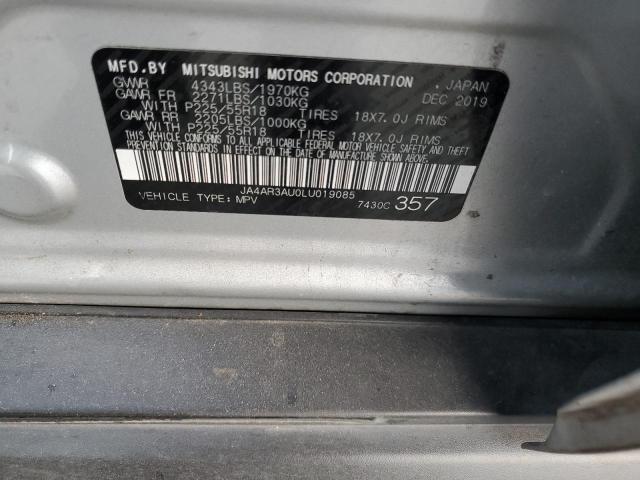 MFD.BY MITSUBISHI MOTORS CORPORATION . JAPAN
GVWR 4343LBS/1970KG DEC 2019
GAWR FR 2271LBS/1030KG
WITH P225/55R18 TIRES 18X7.0J RIMS
GAWR RR 2205LBS/1000KG
WITH P225/55R18 TIRES 18X7.0J RIMS
THIS VEHICLE CONFORMS TO ALL APPLICABLE FEDERAL MOTOR VEHICLE SAFETY, BUMPER AND THEFT
PREVENTION STANDARDS IN EFFECT ON THE DATE OF MANUFACTURE SHOWN ABOVE.
JA4AR3AU0LU019085
VEHICLE TYPE: MPV 7430C 357